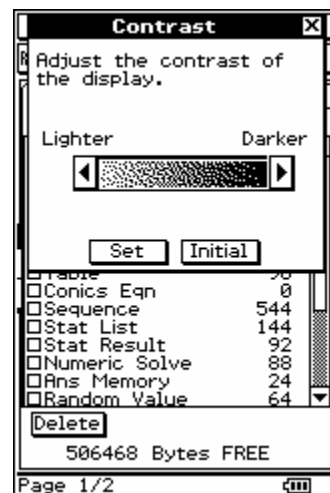 Contrast
Adjust the contrast of
the display.
Lighter Darker
Set Initial
Conics Eqn 0
Sequence 544
Stat List 144
Stat Result 92
Numeric Solve 88
Ans Memory 24
Random Value 64
Delete
506468 Bytes FREE
Page 1/2